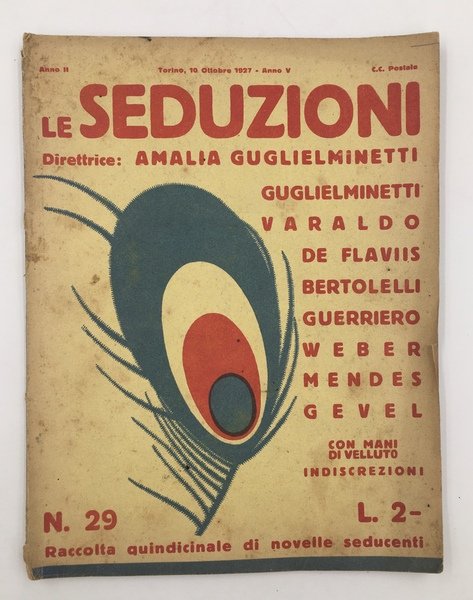 Anno II Torino, 10 Ottobre 1927 - Anno V C.C. Postale
LE SEDUZIONI
Direttrice: AMALIA GUGLIELMINETTI
GUGLIELMINETTI
VARALDO
DE FLAVIIS
BERTOLELLI
GUERRIERO
WEBER
MENDES
GEVEL
CON MANI
DI VELLUTO
INDISCREZIONI
N. 29 L. 2-
Raccolta quindicinale di novelle seducenti